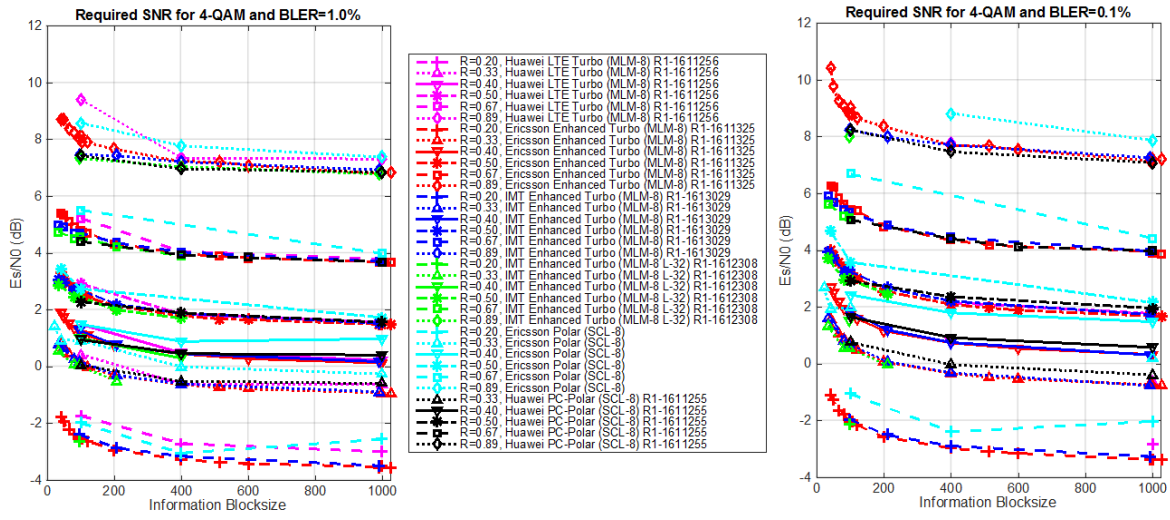 Required SNR for 4-QAM and BLER=1.0%
12
10
8
6
4
2
0
-2
-4
Es/N0 (dB)
0
200
400
600
800
1000
Information Blocksize
R=0.20, Huawei LTE Turbo (MLM-8) R1-1611256
R=0.33, Huawei LTE Turbo (MLM-8) R1-1611256
R=0.40, Huawei LTE Turbo (MLM-8) R1-1611256
R=0.50, Huawei LTE Turbo (MLM-8) R1-1611256
R=0.67, Huawei LTE Turbo (MLM-8) R1-1611256
R=0.89, Huawei LTE Turbo (MLM-8) R1-1611256
R=0.20, Ericsson Enhanced Turbo (MLM-8) R1-1611325
R=0.33, Ericsson Enhanced Turbo (MLM-8) R1-1611325
R=0.40, Ericsson Enhanced Turbo (MLM-8) R1-1611325
R=0.50, Ericsson Enhanced Turbo (MLM-8) R1-1611325
R=0.67, Ericsson Enhanced Turbo (MLM-8) R1-1611325
R=0.89, Ericsson Enhanced Turbo (MLM-8) R1-1611325
R=0.20, IMT Enhanced Turbo (MLM-8) R1-1613029
R=0.33, IMT Enhanced Turbo (MLM-8) R1-1613029
R=0.40, IMT Enhanced Turbo (MLM-8) R1-1613029
R=0.50, IMT Enhanced Turbo (MLM-8) R1-1613029
R=0.67, IMT Enhanced Turbo (MLM-8) R1-1613029
R=0.89, IMT Enhanced Turbo (MLM-8) R1-1613029
R=0.20, IMT Enhanced Turbo (MLM-8 L-32) R1-1612308
R=0.33, IMT Enhanced Turbo (MLM-8 L-32) R1-1612308
R=0.40, IMT Enhanced Turbo (MLM-8 L-32) R1-1612308
R=0.50, IMT Enhanced Turbo (MLM-8 L-32) R1-1612308
R=0.67, IMT Enhanced Turbo (MLM-8 L-32) R1-1612308
R=0.89, IMT Enhanced Turbo (MLM-8 L-32) R1-1612308
R=0.20, Ericsson Polar (SCL-8)
R=0.33, Ericsson Polar (SCL-8)
R=0.40, Ericsson Polar (SCL-8)
R=0.50, Ericsson Polar (SCL-8)
R=0.67, Ericsson Polar (SCL-8)
R=0.89, Ericsson Polar (SCL-8)
R=0.33, Huawei PC-Polar (SCL-8) R1-1611255
R=0.40, Huawei PC-Polar (SCL-8) R1-1611255
R=0.50, Huawei PC-Polar (SCL-8) R1-1611255
R=0.67, Huawei PC-Polar (SCL-8) R1-1611255
R=0.89, Huawei PC-Polar (SCL-8) R1-1611255
Required SNR for 4-QAM and BLER=0.1%
12
10
8
6
4
2
0
-2
-4
Es/N0 (dB)
0
200
400
600
800
1000
Information Blocksize